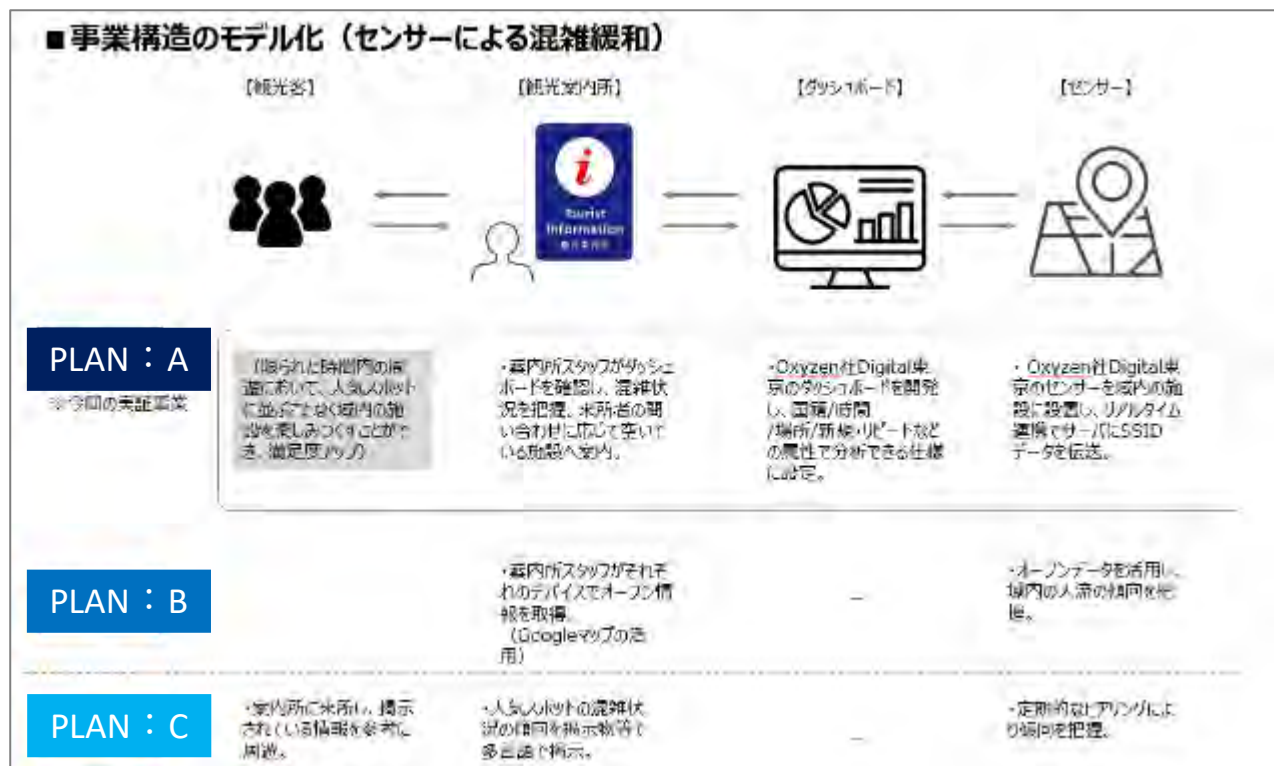 ■事業構造のモデル化（センサーによる混雑緩和）
【観光客】
【観光案内所】
【ダッシュボード】
【センサー】
i
Tourist
Information
観光案内所
PLAN：A
※今回の実証事業
（限られた時間内の周
遊において、人気スポット
に並ぶことなく域内の施
設を楽しみつくすことがで
き、満足度アップ）
・案内所スタッフがダッシュ
ボードを確認し、混雑状
況を把握、来所者の問
い合わせに応じて空いて
いる施設へ案内。
・Oxyzen社Digital東
京のダッシュボードを開発
し、国籍/時間
/場所/新規・リピートなど
の属性で分析できる仕様
に設定。
・Oxyzen社Digital東
京のセンサーを域内の施
設に設置し、リアルタイム
連携でサーバにSSID
データを伝送。
PLAN：B
・案内所スタッフがそれぞ
れのデバイスでオープン情
報を取得。
（Googleマップの活
用）
―
・オープンデータを活用し、
域内の人流の傾向を把
握。
PLAN：C
・案内所に来所し、掲示
されている情報を参考に
周遊。
・人気スポットの混雑状
況の傾向を掲示物等で
多言語で掲示。
―
・定期的なヒアリングによ
り傾向を把握。